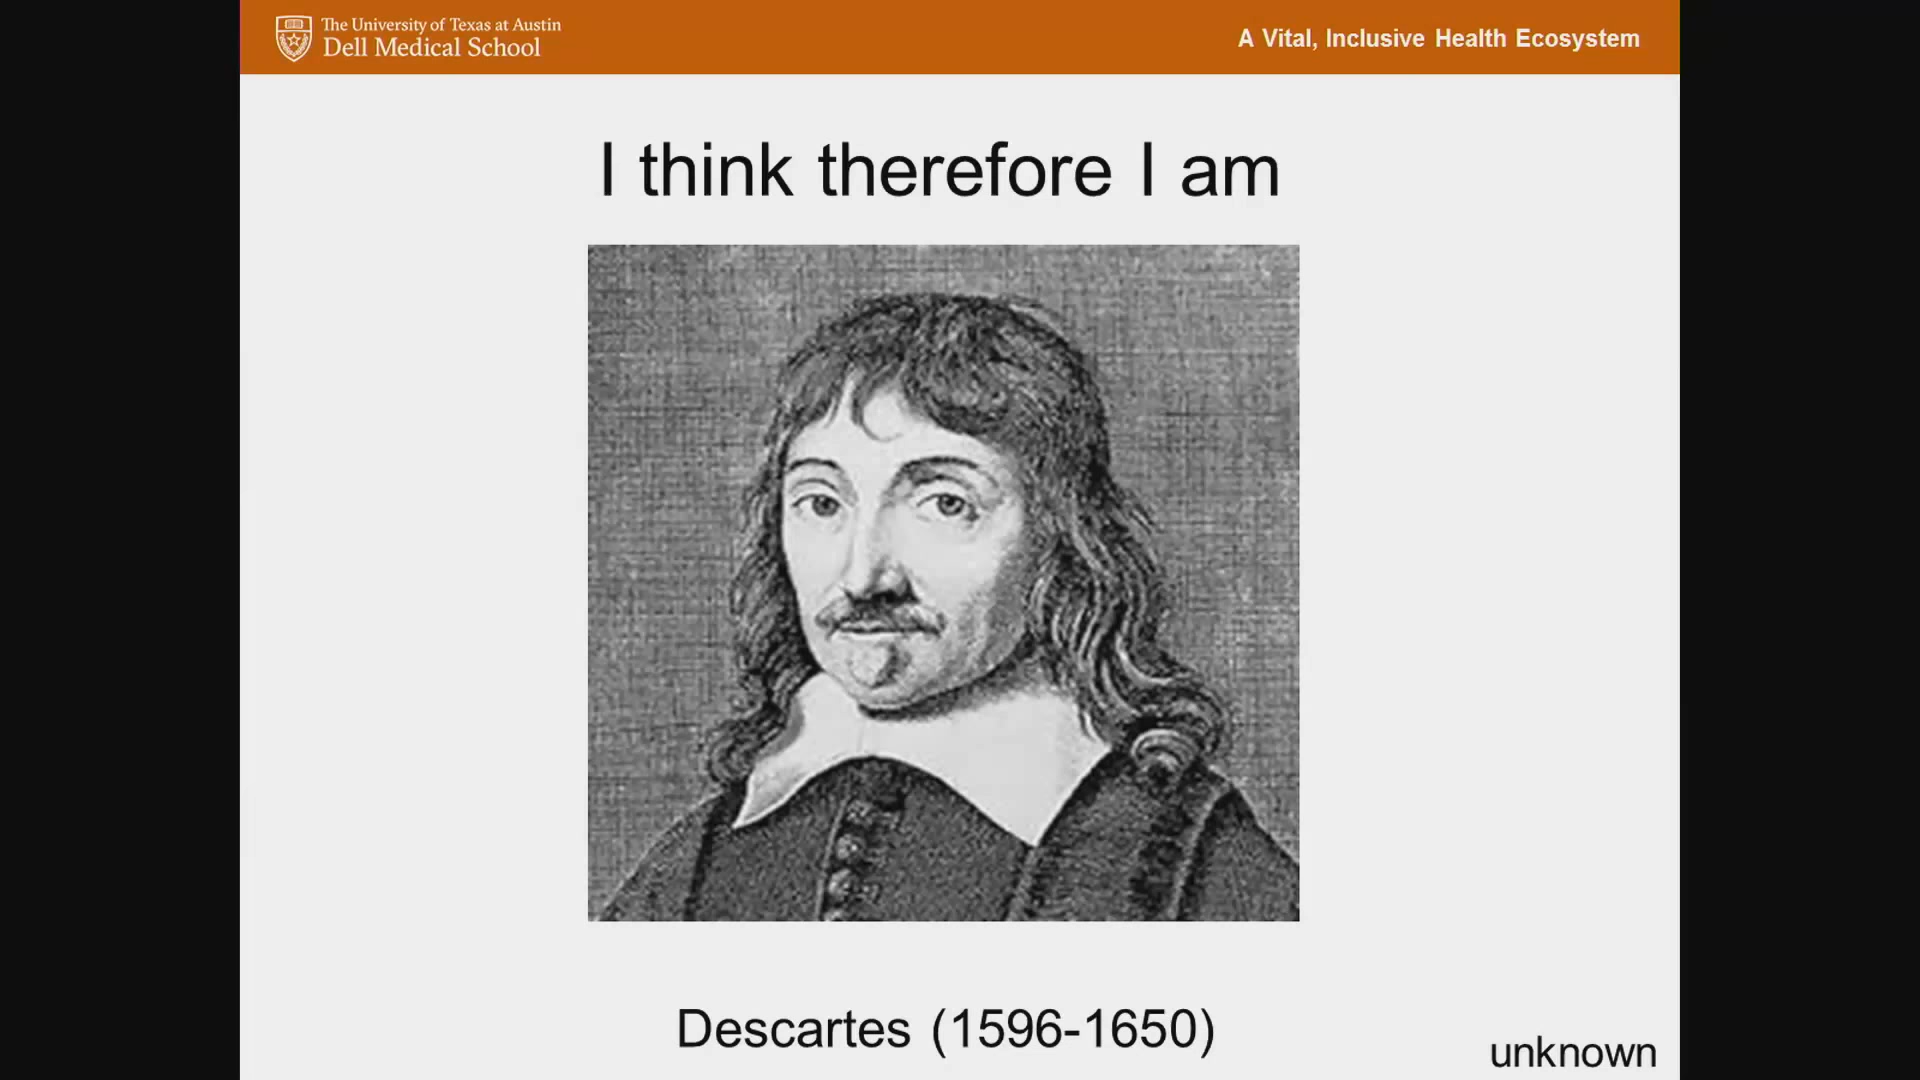 The University of Texas at Austin
Dell Medical School
A Vital, Inclusive Health Ecosystem
I think therefore I am
Descartes (1596-1650)
unknown